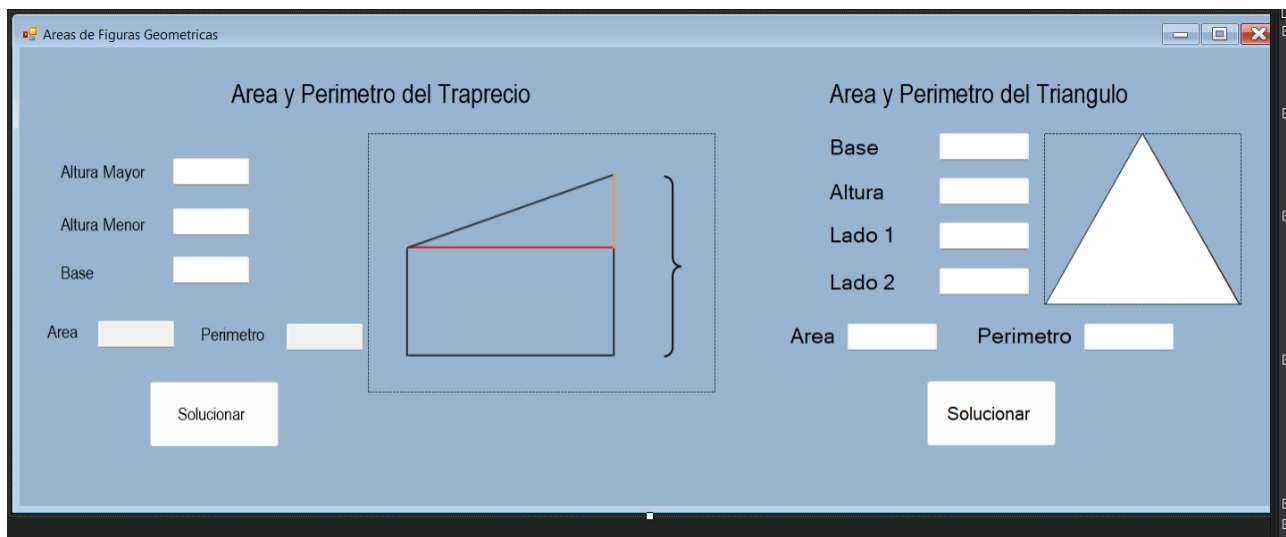 Areas de Figuras Geometricas
Area y Perimetro del Traprecio
Altura Mayor
Altura Menor
Base
Area
Perimetro
Solucionar
Area y Perimetro del Triangulo
Base
Altura
Lado 1
Lado 2
Area
Perimetro
Solucionar